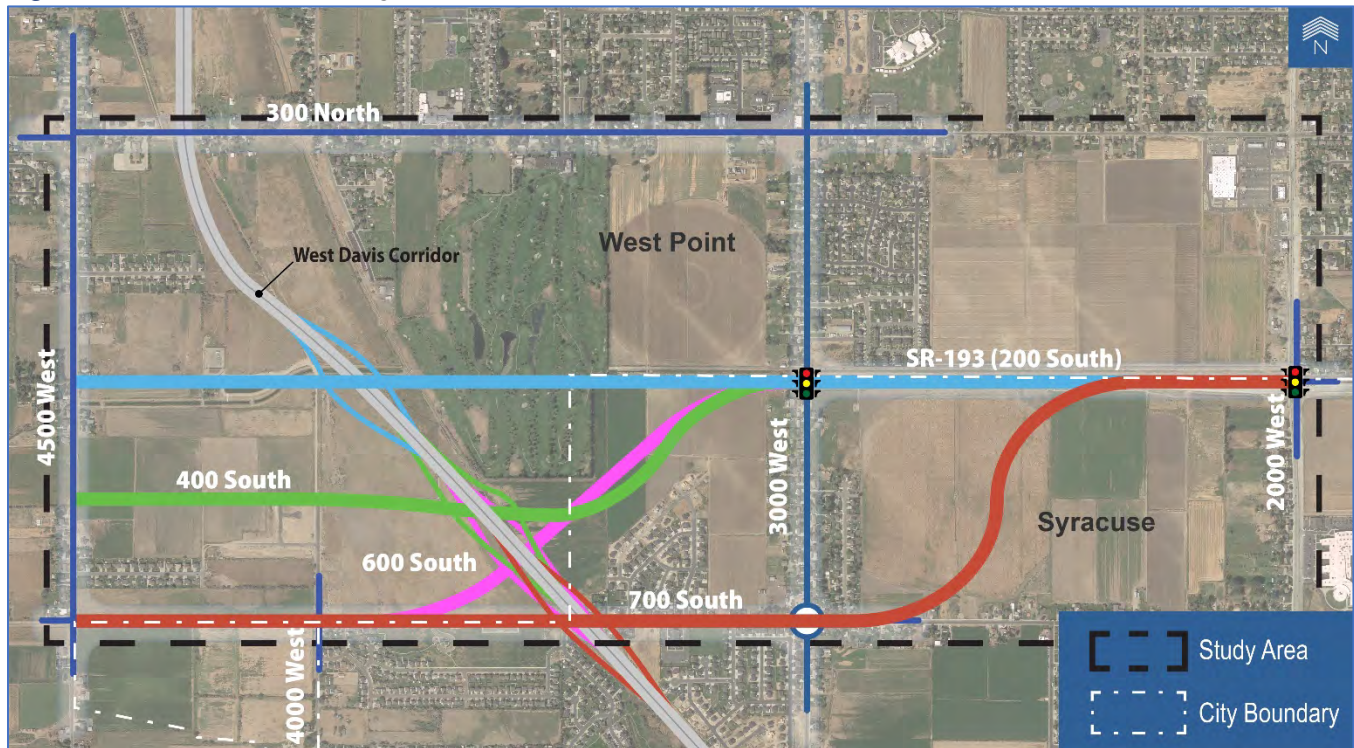 N
300 North
West Point
West Davis Corridor
SR-193 (200 South)
4500 West
3000 West
2000 West
400 South
Syracuse
600 South
700 South
4000 West
Study Area
City Boundary